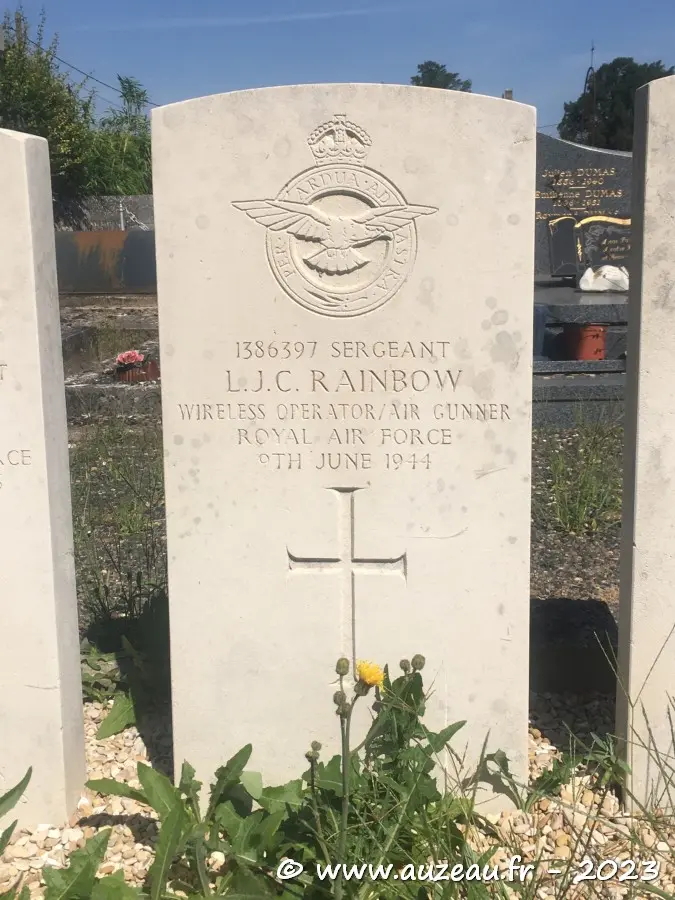 PER ARDUA AD ASTRA
1386397 SERGEANT
L.J.C. RAINBOW
WIRELESS OPERATOR/AIR GUNNER
ROYAL AIR FORCE
9TH JUNE 1944
Julien DUMAS
DUMAS
© www.auzeau.fr - 2023